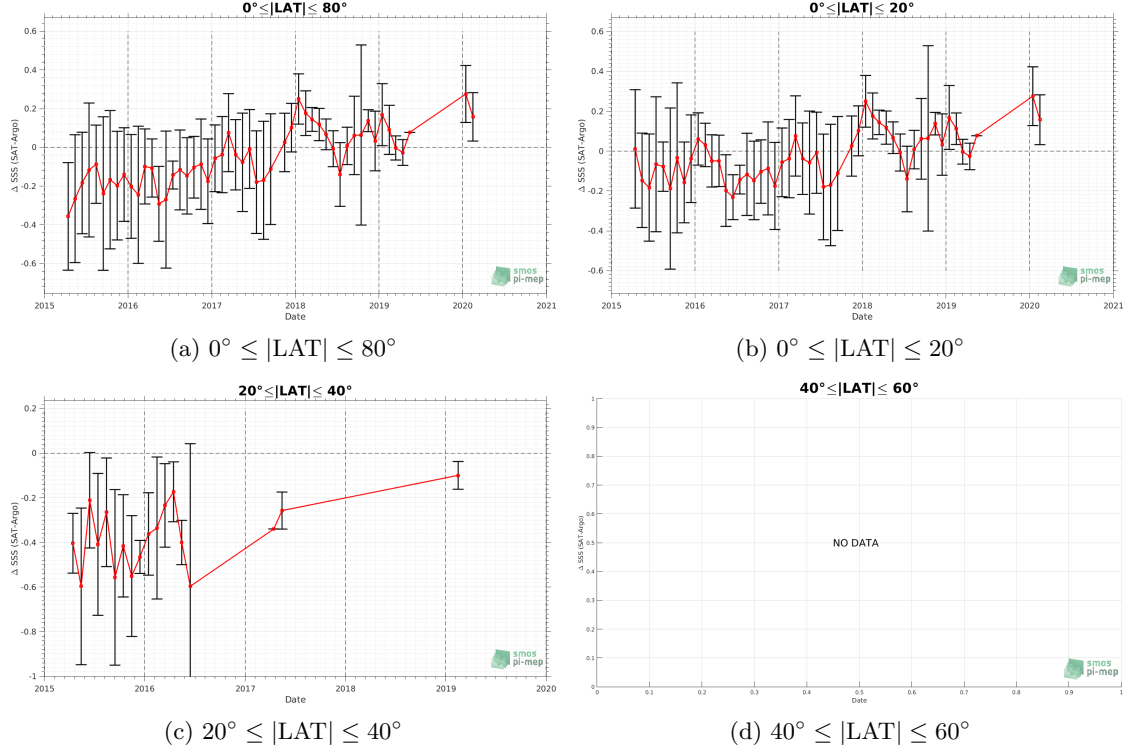 0°≤|LAT|≤ 80°
Δ SSS (SAT-Argo)
0.6
0.4
0.2
0
-0.2
-0.4
-0.6
2015 2016 2017 2018 2019 2020 2021
Date
smos
pi-mep
(a) 0° ≤ |LAT| ≤ 80°
0°≤|LAT|≤ 20°
Δ SSS (SAT-Argo)
0.6
0.4
0.2
0
-0.2
-0.4
-0.6
2015 2016 2017 2018 2019 2020 2021
Date
smos
pi-mep
(b) 0° ≤ |LAT| ≤ 20°
20°≤|LAT|≤ 40°
Δ SSS (SAT-Argo)
0.2
0
-0.2
-0.4
-0.6
-0.8
-1
2015 2016 2017 2018 2019 2020
Date
smos
pi-mep
(c) 20° ≤ |LAT| ≤ 40°
40°≤|LAT|≤ 60°
Δ SSS (SAT-Argo)
1
0.9
0.8
0.7
0.6
0.5
0.4
0.3
0.2
0.1
0
NO DATA
0 0.1 0.2 0.3 0.4 0.5 0.6 0.7 0.8 0.9 1
Date
smos
pi-mep
(d) 40° ≤ |LAT| ≤ 60°